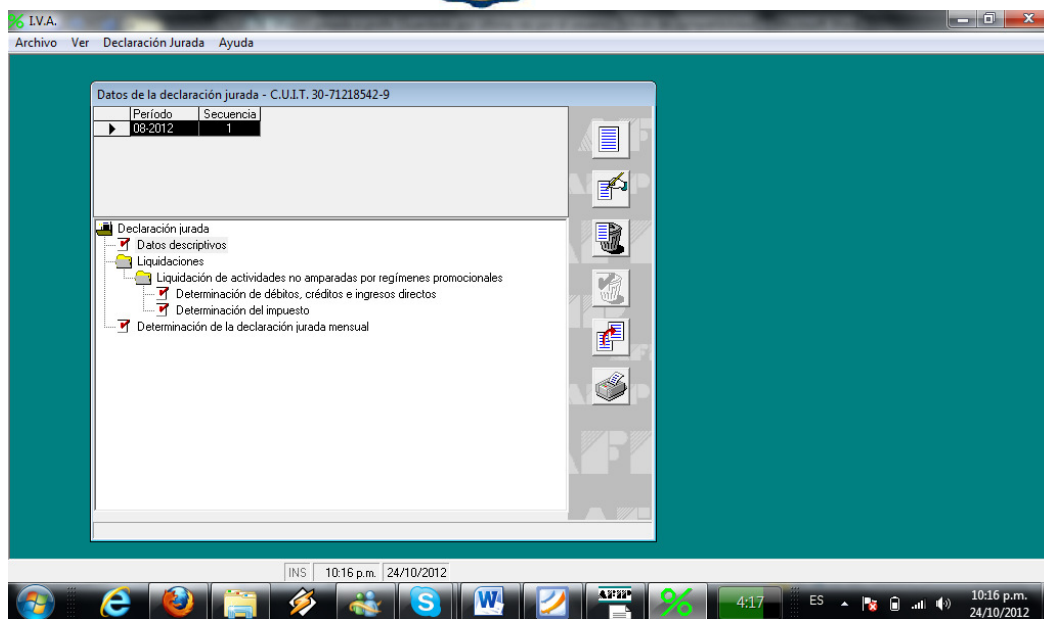 I.V.A.
Archivo Ver Declaración Jurada Ayuda
Datos de la declaración jurada - C.U.I.T. 30-71218542-9
Período Secuencia
08-2012 1
Declaración jurada
Datos descriptivos
Liquidaciones
Liquidación de actividades no amparadas por regímenes promocionales
Determinación de débitos, créditos e ingresos directos
Determinación del impuesto
Determinación de la declaración jurada mensual
INS 10:16 p.m. 24/10/2012
4:17 ES 10:16 p.m.
24/10/2012